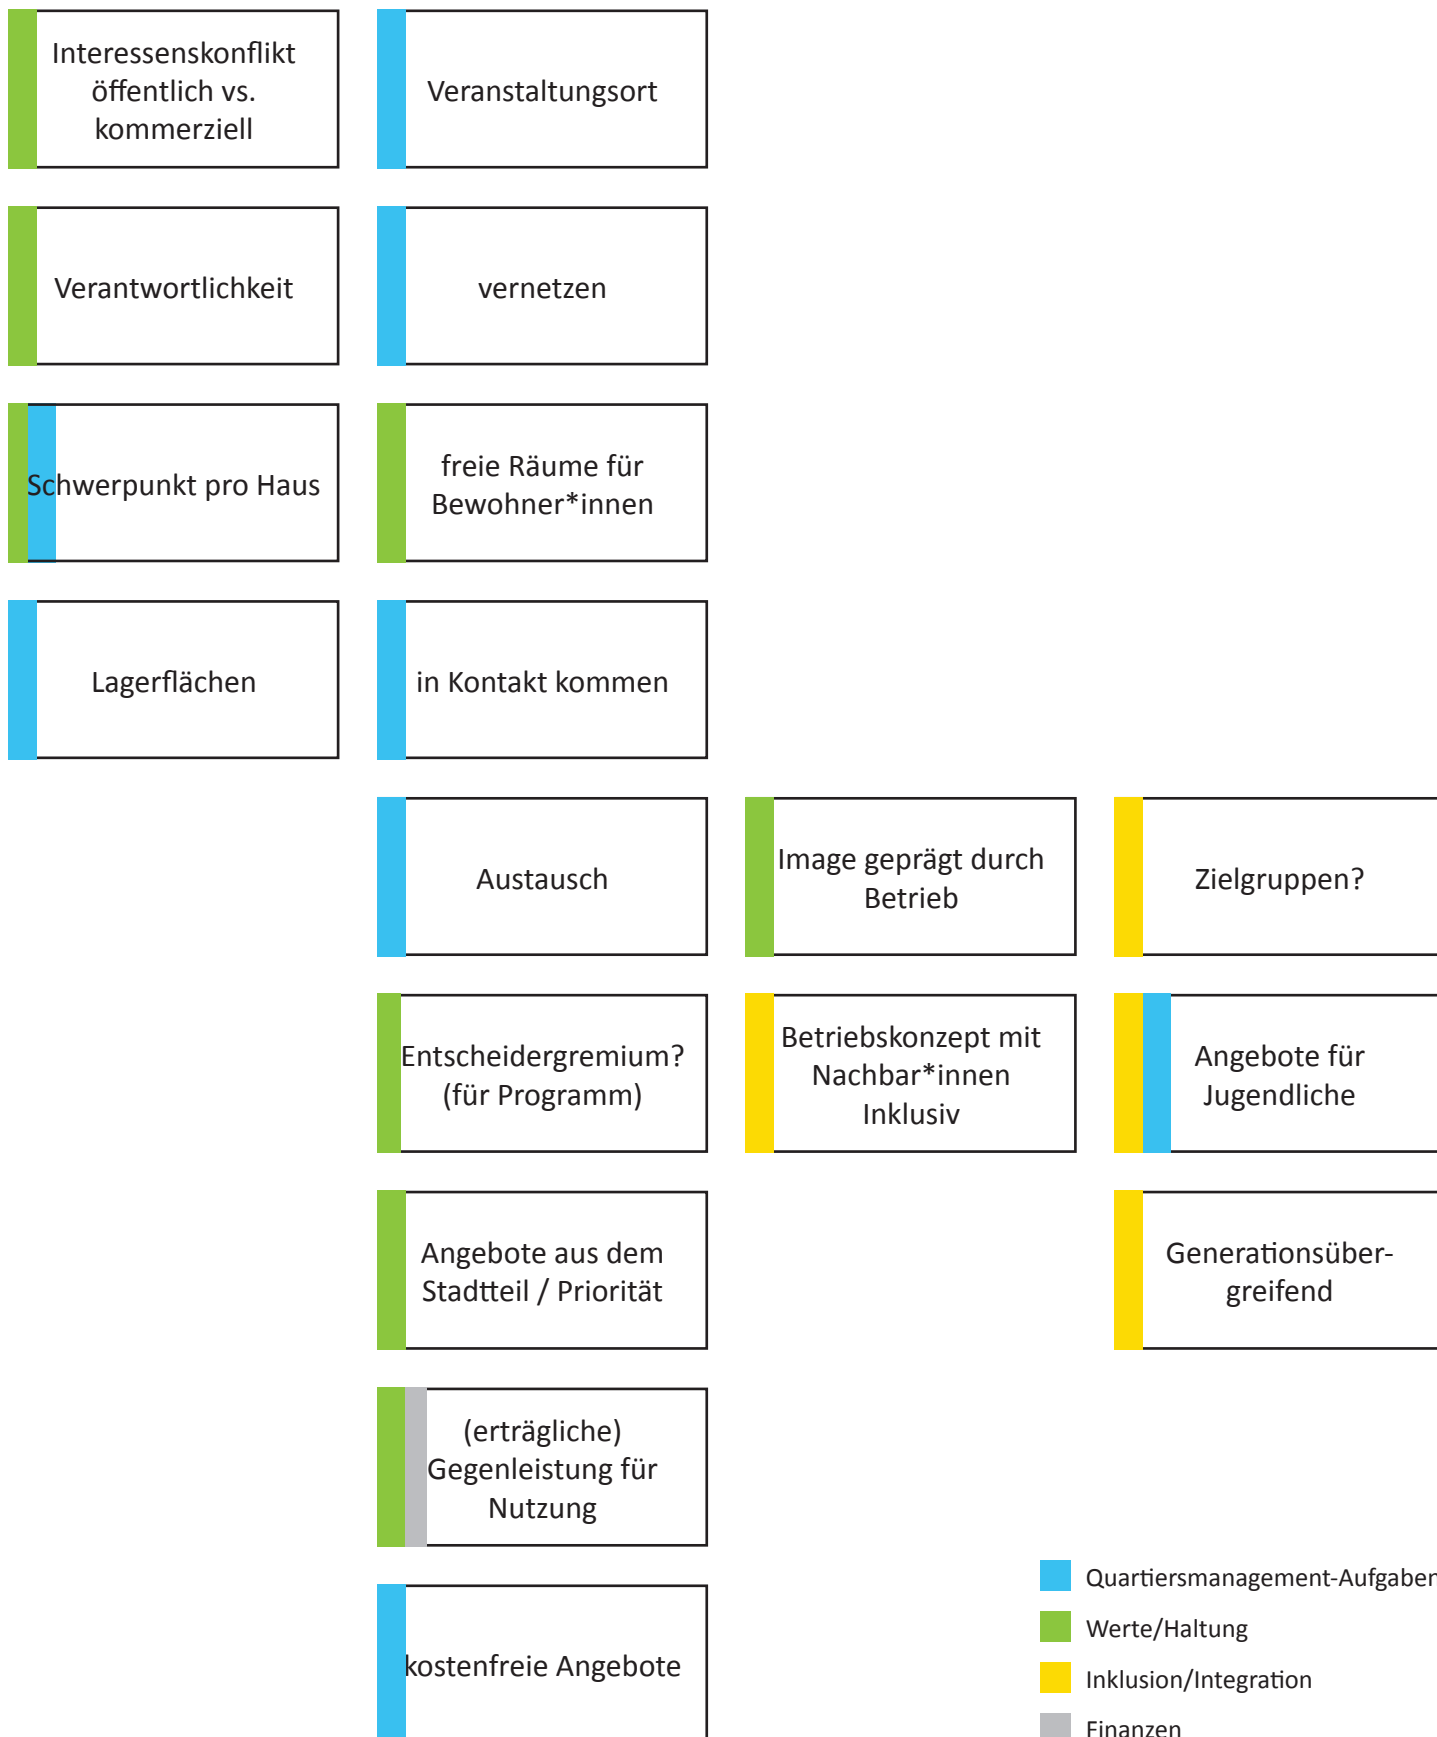 Interessenskonflikt
öffentlich vs.
kommerziell
Veranstaltungsort
Verantwortlichkeit
vernetzen
Schwerpunkt pro Haus
freie Räume für
Bewohner*innen
Lagerflächen
in Kontakt kommen
Austausch
Image geprägt durch
Betrieb
Zielgruppen?
Entscheidergremium?
(für Programm)
Betriebskonzept mit
Nachbar*innen
Inklusiv
Angebote für
Jugendliche
Angebote aus dem
Stadtteil / Priorität
Generationsüber-
greifend
(erträgliche)
Gegenleistung für
Nutzung
kostenfreie Angebote
Quartiersmanagement-Aufgaben
Werte/Haltung
Inklusion/Integration
Finanzen